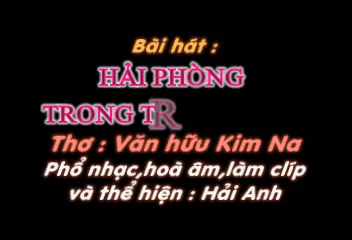 Bài hát :
HẢI PHÒNG
TRONG TR
Thơ : Văn hữu Kim Na
Phổ nhạc,hoà âm,làm clíp
và thể hiện : Hải Anh